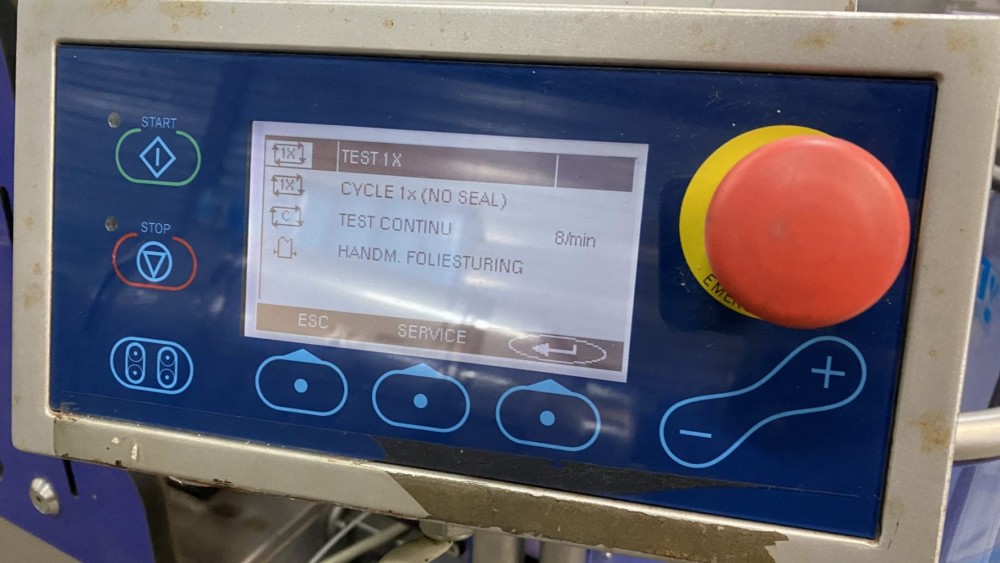 START
1X TEST 1X
1X CYCLE 1x (NO SEAL)
STOP
C TEST CONTINU 8/min
HANDM. FOLIESTURING
ESC SERVICE